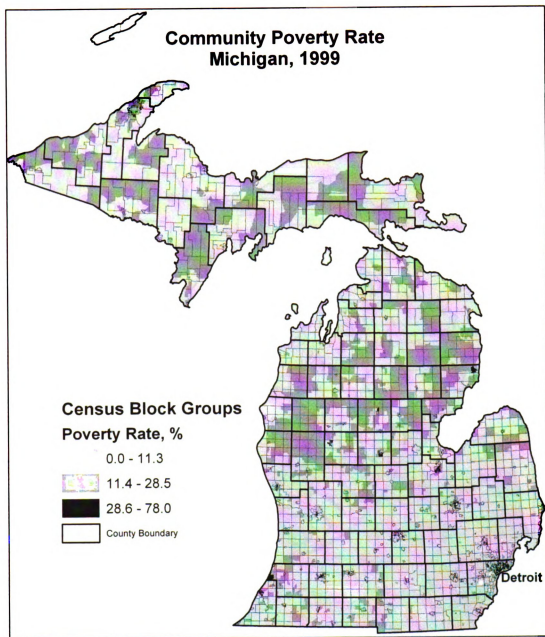 Community Poverty Rate
Michigan, 1999
Census Block Groups
Poverty Rate, %
0.0 - 11.3
11.4 - 28.5
28.6 - 78.0
County Boundary
Detroit